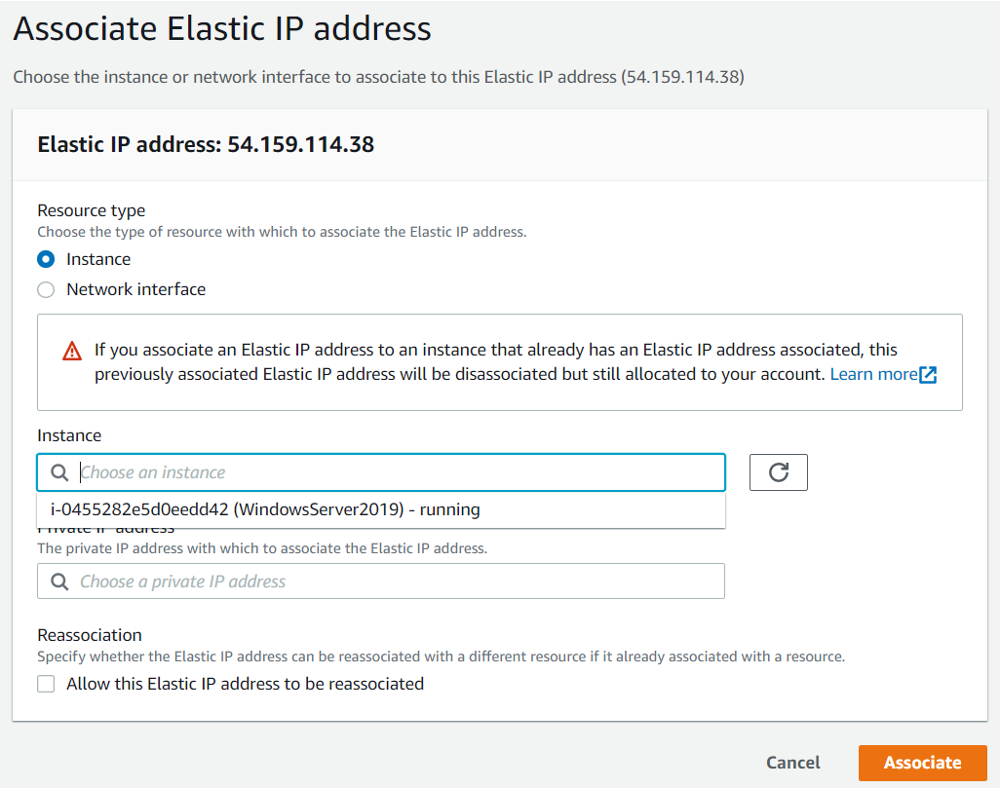 Associate Elastic IP address
Choose the instance or network interface to associate to this Elastic IP address (54.159.114.38)
Elastic IP address: 54.159.114.38
Resource type
Choose the type of resource with which to associate the Elastic IP address.
Instance
Network interface
If you associate an Elastic IP address to an instance that already has an Elastic IP address associated, this
previously associated Elastic IP address will be disassociated but still allocated to your account. Learn more
Instance
Choose an instance
i-0455282e5d0eedd42 (WindowsServer2019) - running
Private IP address
The private IP address with which to associate the Elastic IP address.
Choose a private IP address
Reassociation
Specify whether the Elastic IP address can be reassociated with a different resource if it already associated with a resource.
Allow this Elastic IP address to be reassociated
Cancel
Associate